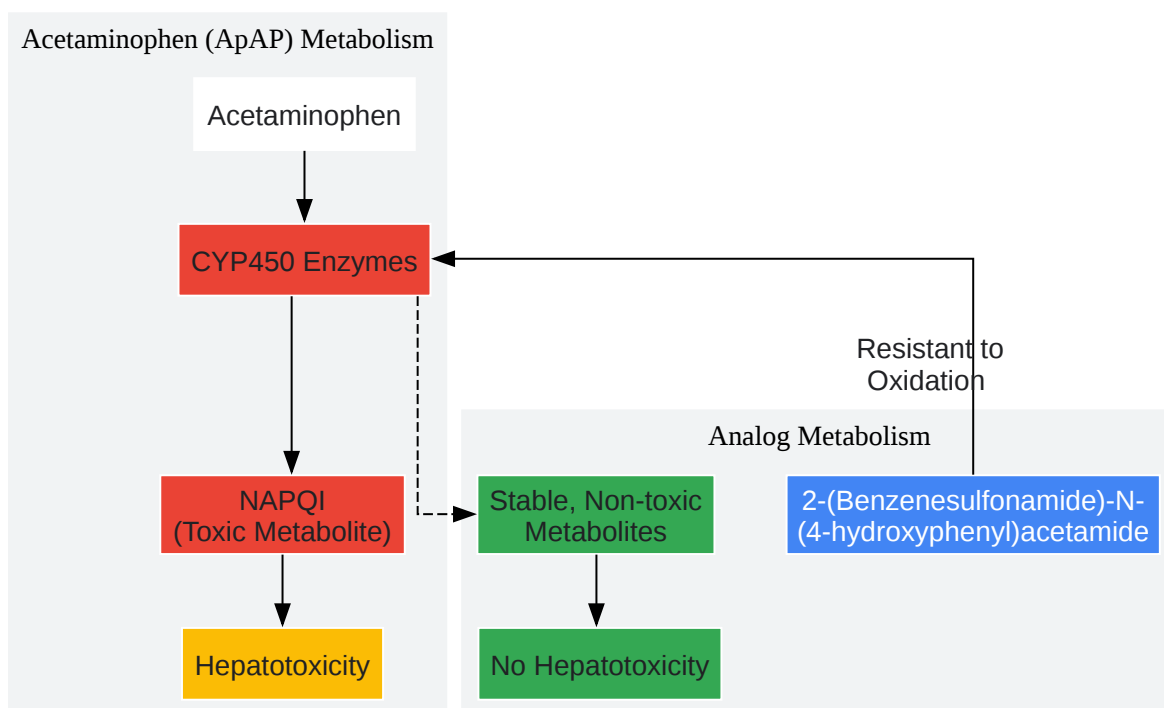 Acetaminophen (ApAP) Metabolism
Acetaminophen
CYP450 Enzymes
NAPQI
(Toxic Metabolite)
Hepatotoxicity
Resistant to
Oxidation
Analog Metabolism
Stable, Non-toxic
Metabolites
No Hepatotoxicity
2-(Benzenesulfonamide)-N-
(4-hydroxyphenyl)acetamide